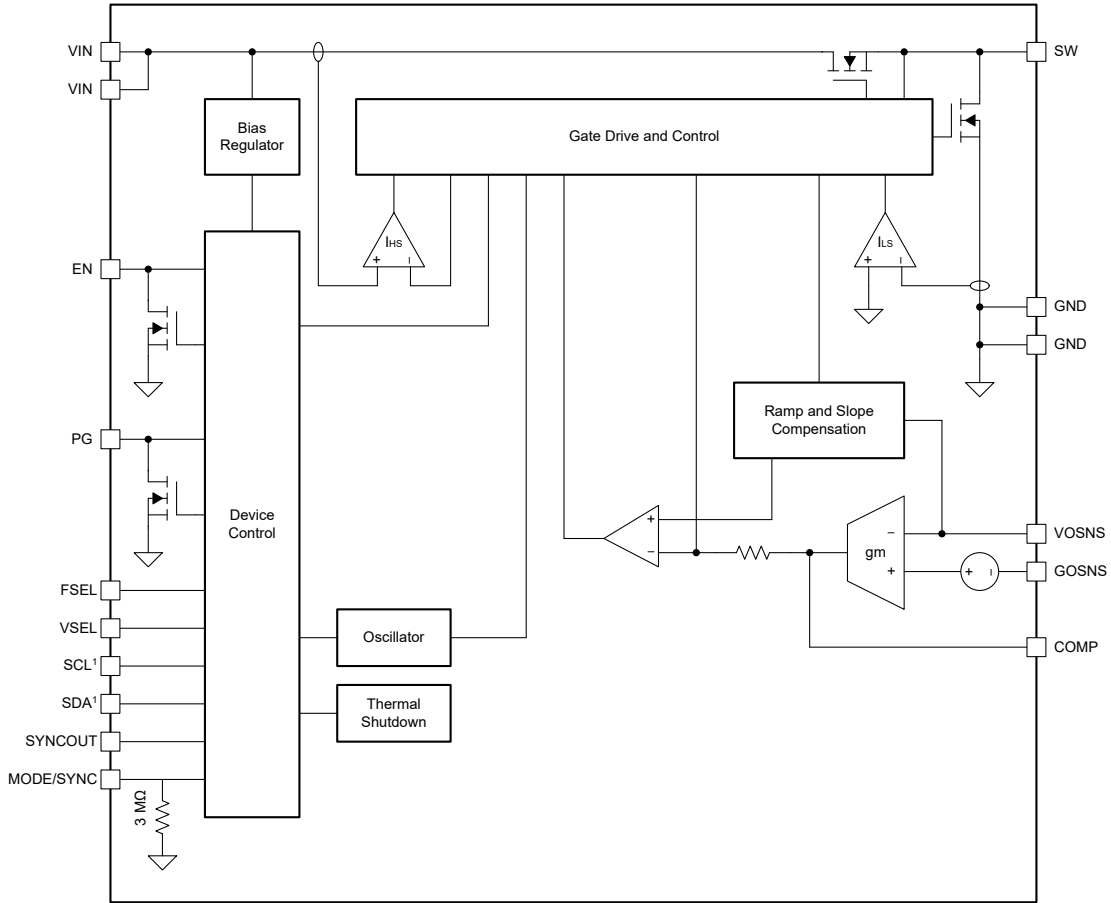 VIN
VIN
SW
Bias
Regulator
Gate Drive and Control
IHS
+ −
ILS
+ −
EN
GND
GND
Ramp and Slope
Compensation
PG
Device
Control
+
−
−
gm
+
+ −
VOSNS
GOSNS
FSEL
VSEL
Oscillator
COMP
SCL¹
SDA¹
Thermal
Shutdown
SYNCOUT
MODE/SYNC
3 MΩ